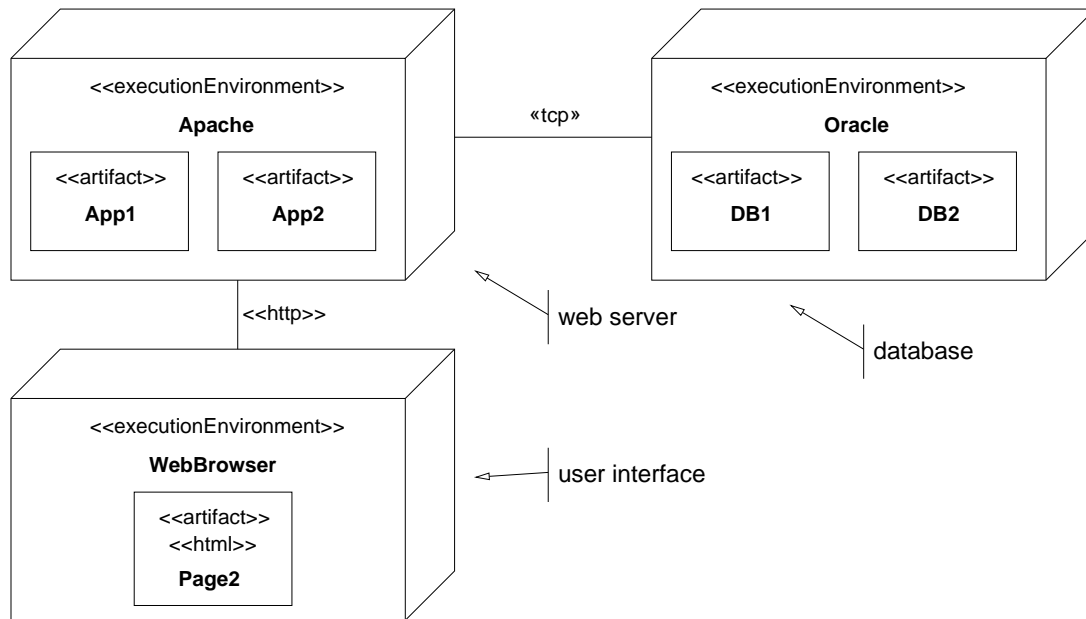 <<executionEnvironment>>
Apache
<<artifact>>
App1
<<artifact>>
App2
«tcp»
<<executionEnvironment>>
Oracle
<<artifact>>
DB1
<<artifact>>
DB2
<<http>>
web server
database
<<executionEnvironment>>
WebBrowser
<<artifact>>
<<html>>
Page2
user interface